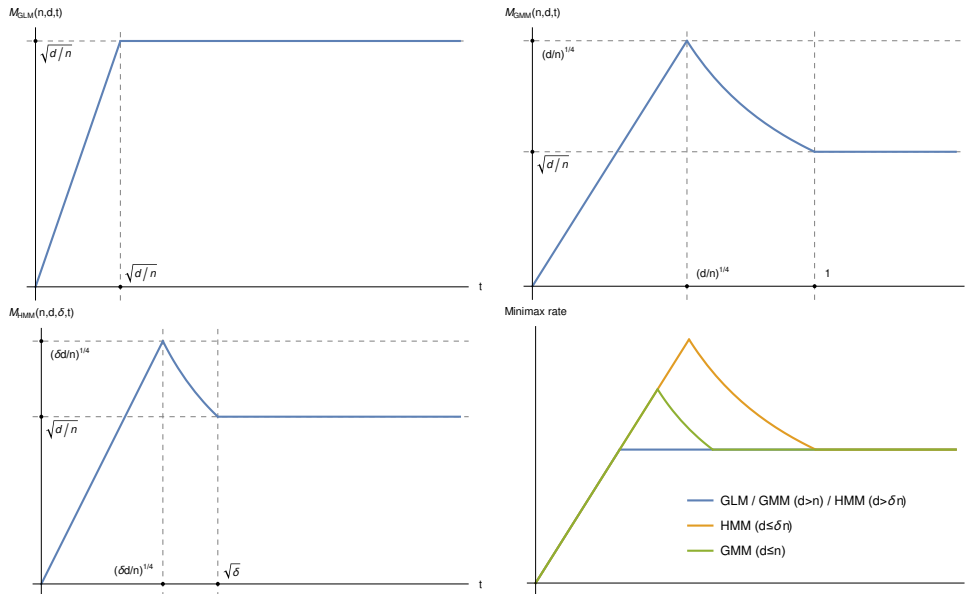 M_GLM(n,d,t)
√d/n
√d/n
t
M_GMM(n,d,t)
(d/n)^1/4
√d/n
(d/n)^1/4
1
M_HMM(n,d,δ,t)
(δd/n)^1/4
√d/n
(δd/n)^1/4
√δ
t
Minimax rate
GLM / GMM (d>n) / HMM (d>δn)
HMM (d≤δn)
GMM (d≤n)